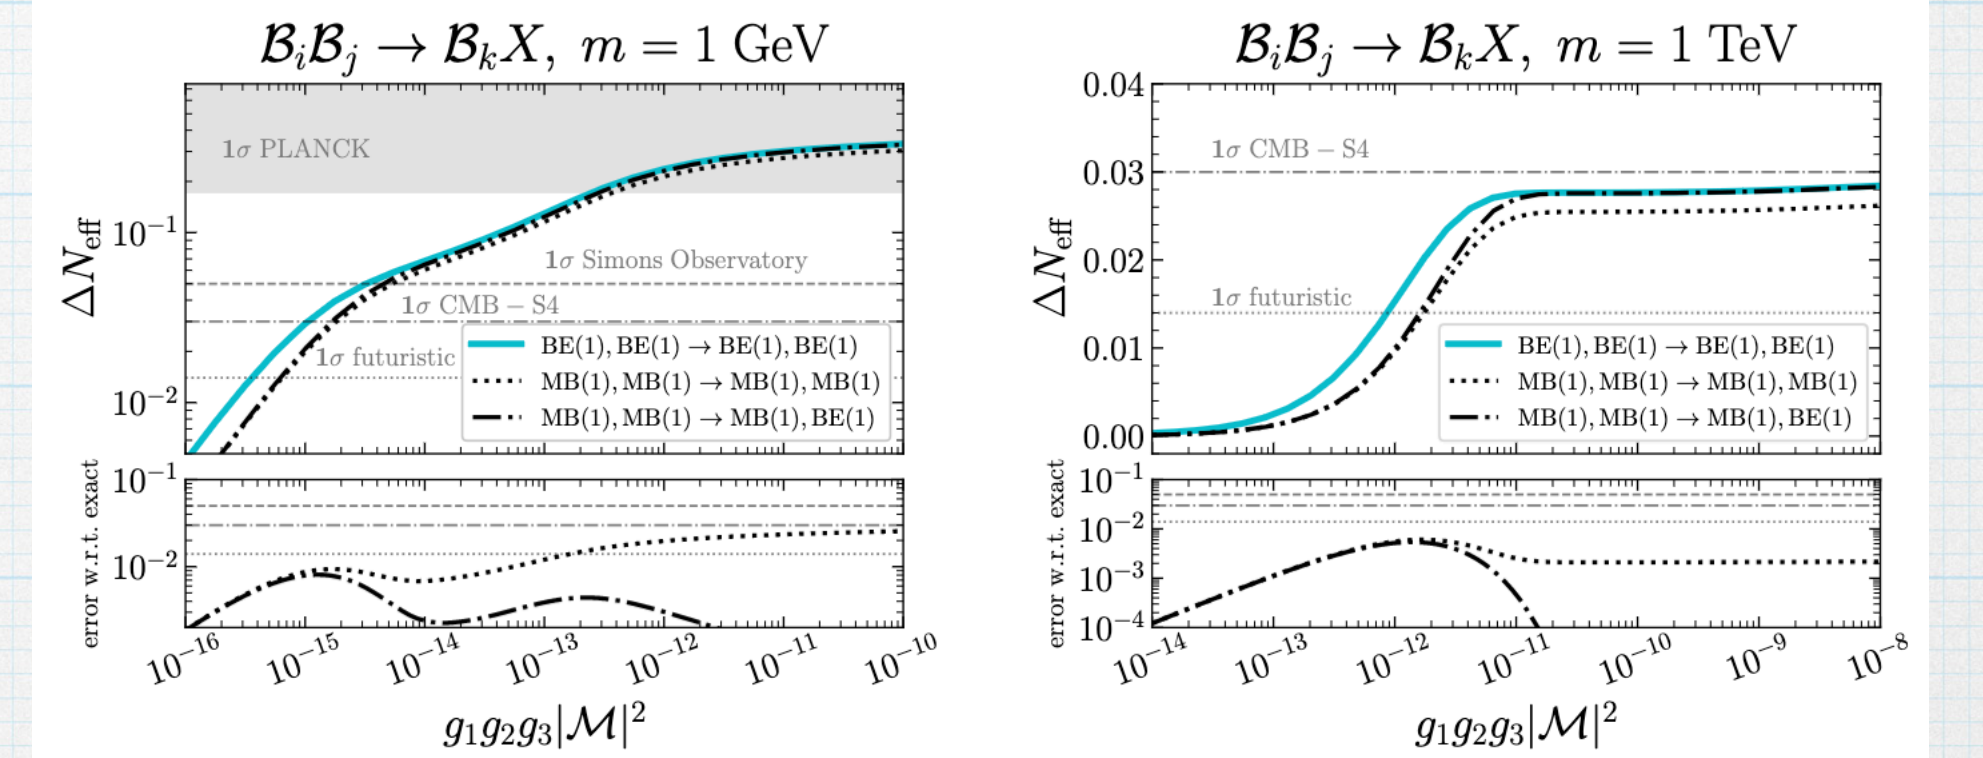 𝓑ᵢ𝓑ⱼ → 𝓑ₖX, m = 1 GeV
ΔN_eff
10⁻¹
10⁻²
1σ PLANCK
1σ Simons Observatory
1σ CMB − S4
1σ futuristic
BE(1), BE(1) → BE(1), BE(1)
MB(1), MB(1) → MB(1), MB(1)
MB(1), MB(1) → MB(1), BE(1)
error w.r.t. exact
10⁻¹
10⁻²
10⁻¹⁶ 10⁻¹⁵ 10⁻¹⁴ 10⁻¹³ 10⁻¹² 10⁻¹¹ 10⁻¹⁰
g₁g₂g₃|𝓜|²
𝓑ᵢ𝓑ⱼ → 𝓑ₖX, m = 1 TeV
ΔN_eff
0.04
0.03
0.02
0.01
0.00
1σ CMB − S4
1σ futuristic
BE(1), BE(1) → BE(1), BE(1)
MB(1), MB(1) → MB(1), MB(1)
MB(1), MB(1) → MB(1), BE(1)
error w.r.t. exact
10⁻¹
10⁻²
10⁻³
10⁻⁴
10⁻¹⁴ 10⁻¹³ 10⁻¹² 10⁻¹¹ 10⁻¹⁰ 10⁻⁹ 10⁻⁸
g₁g₂g₃|𝓜|²